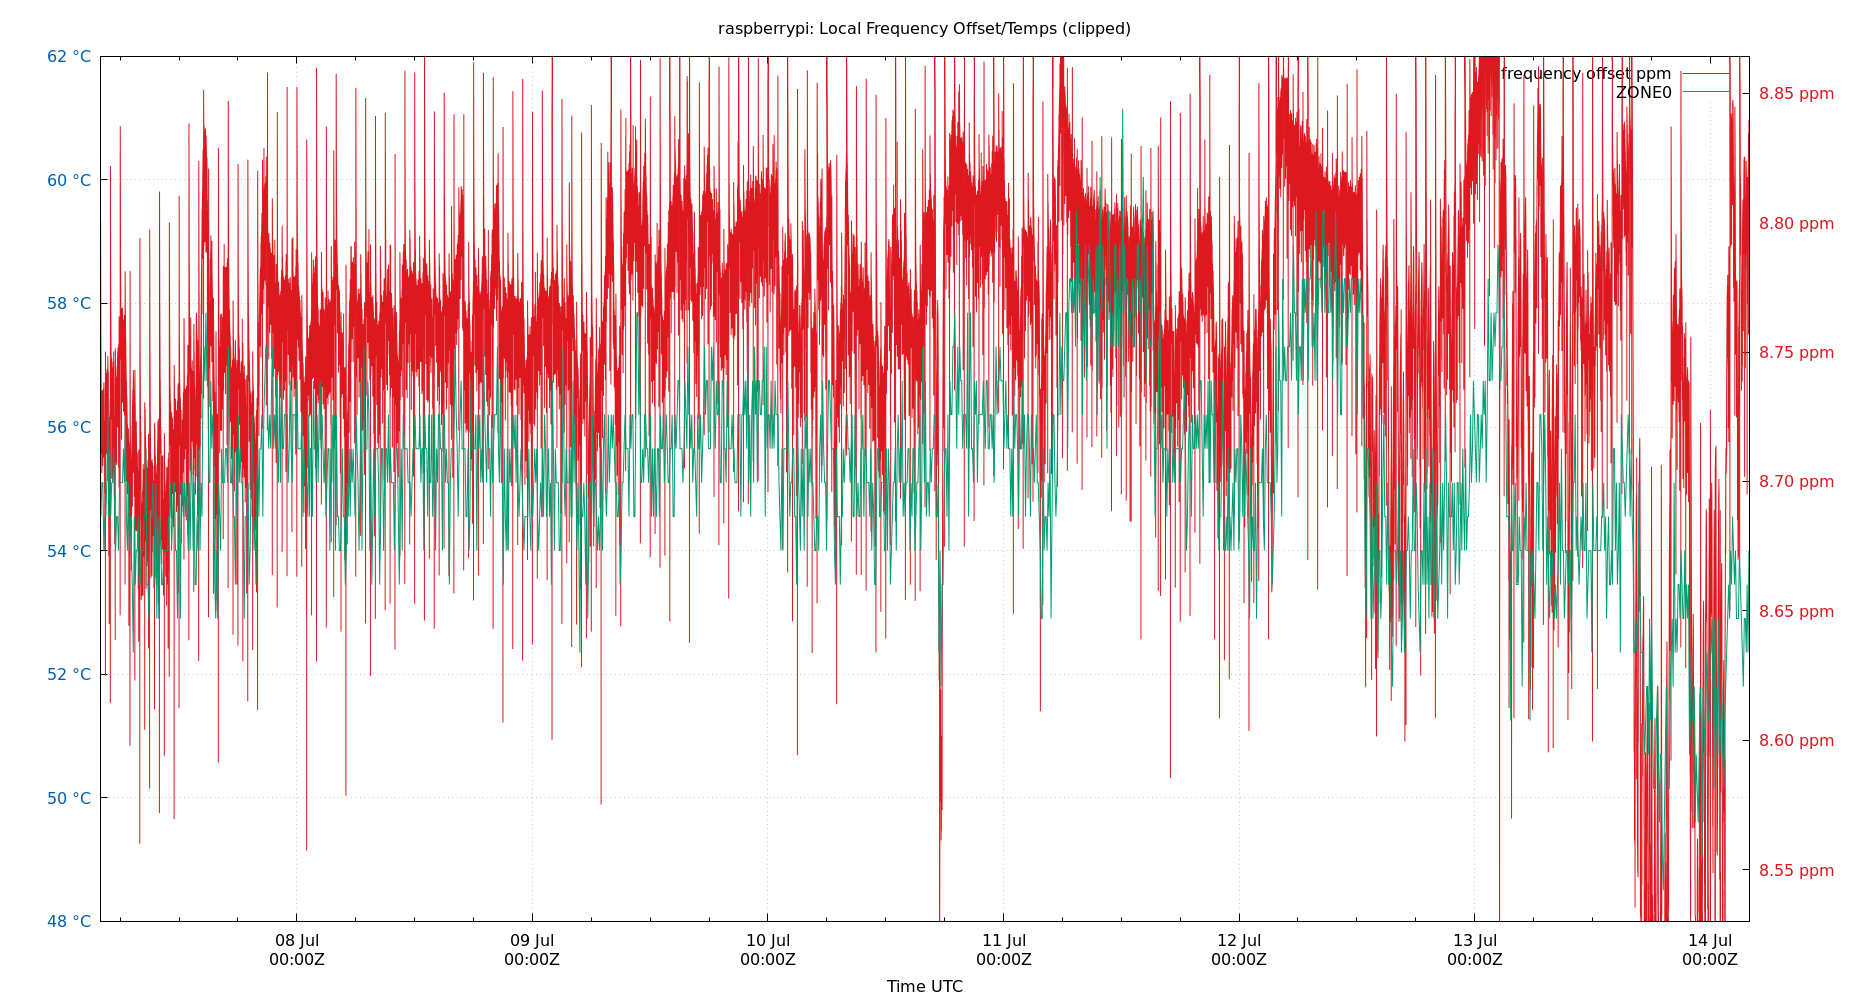 raspberrypi: Local Frequency Offset/Temps (clipped)
62 °C
60 °C
58 °C
56 °C
54 °C
52 °C
50 °C
48 °C
frequency offset ppm
ZONE0
8.85 ppm
8.80 ppm
8.75 ppm
8.70 ppm
8.65 ppm
8.60 ppm
8.55 ppm
08 Jul
00:00Z
09 Jul
00:00Z
10 Jul
00:00Z
11 Jul
00:00Z
12 Jul
00:00Z
13 Jul
00:00Z
14 Jul
00:00Z
Time UTC